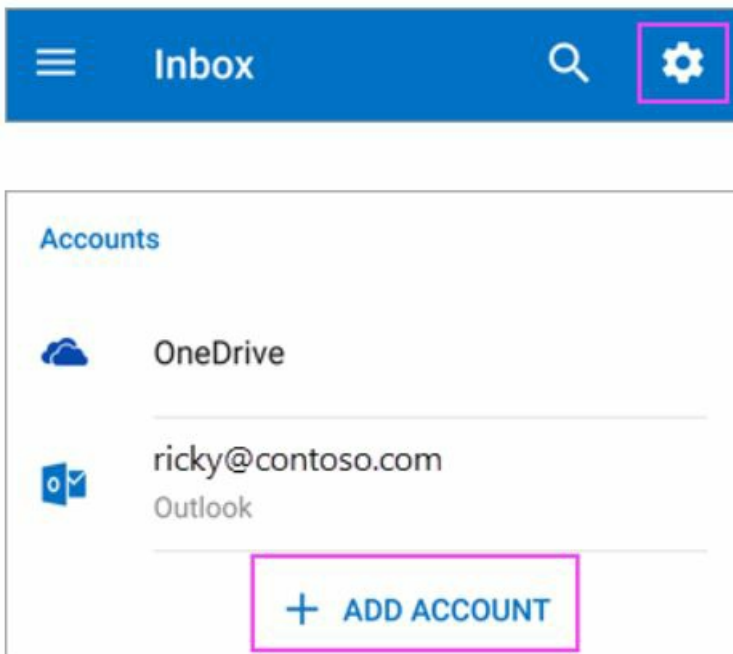 Inbox
Accounts
OneDrive
ricky@contoso.com
Outlook
+ ADD ACCOUNT